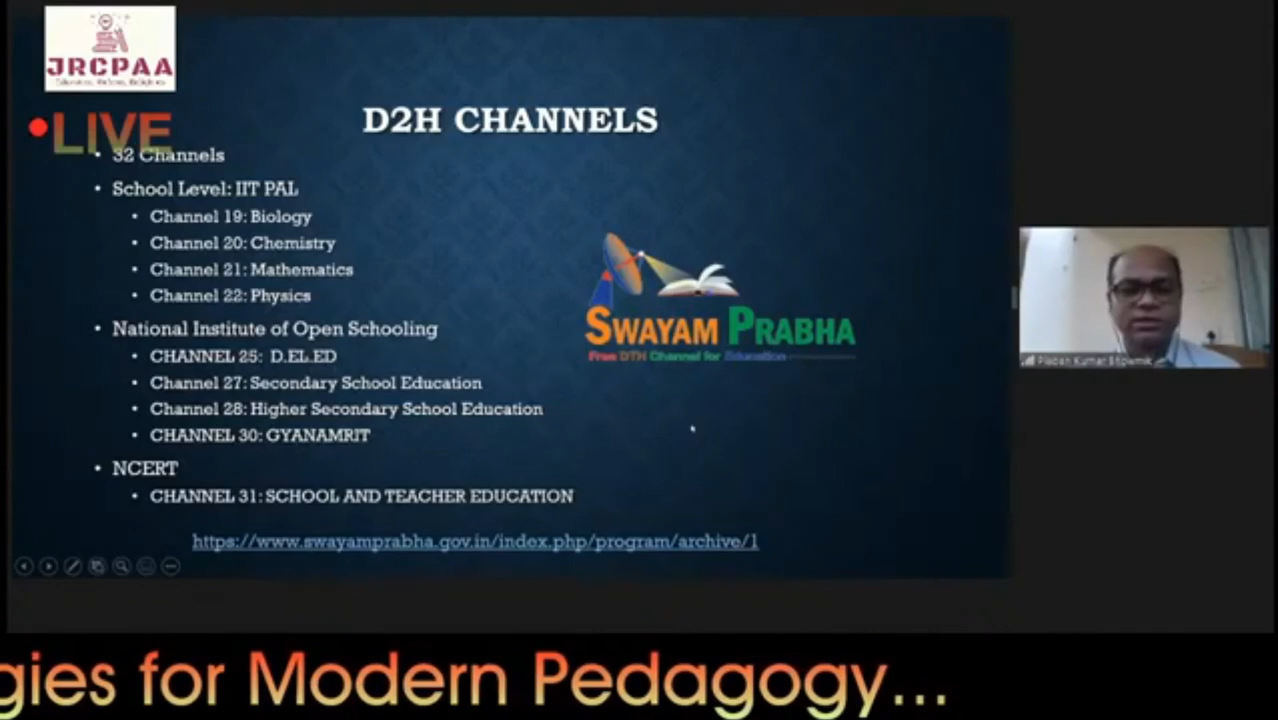 JRCPAA
LIVE
D2H CHANNELS
• 32 Channels
• School Level: IIT PAL
• Channel 19: Biology
• Channel 20: Chemistry
• Channel 21: Mathematics
• Channel 22: Physics
• National Institute of Open Schooling
• CHANNEL 25: D.EL.ED
• Channel 27: Secondary School Education
• Channel 28: Higher Secondary School Education
• CHANNEL 30: GYANAMRIT
• NCERT
• CHANNEL 31: SCHOOL AND TEACHER EDUCATION
https://www.swayamprabha.gov.in/index.php/program/archive/1
SWAYAM PRABHA
Free DTH Channel for Education
Kumar
gies for Modern Pedagogy...